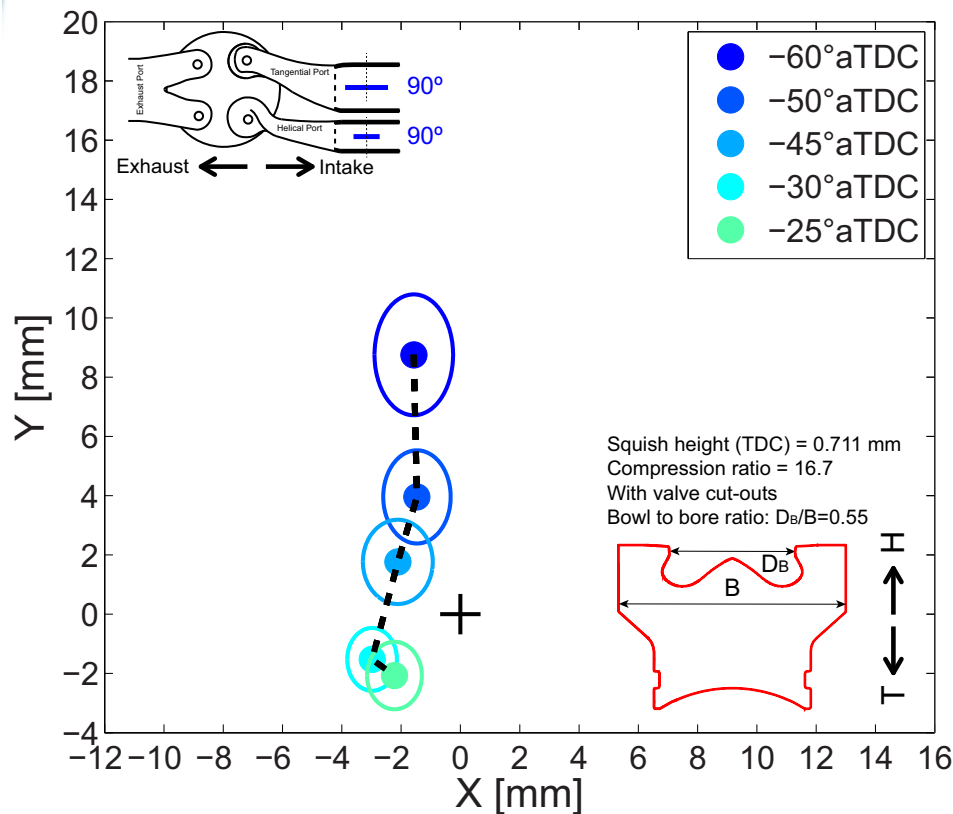 20
18
16
14
12
10
8
6
4
2
0
−2
−4
Y [mm]
−12 −10 −8 −6 −4 −2 0 2 4 6 8 10 12 14 16
X [mm]
Exhaust Port
Tangential Port
Helical Port
90º
90º
Exhaust Intake
−60°aTDC
−50°aTDC
−45°aTDC
−30°aTDC
−25°aTDC
Squish height (TDC) = 0.711 mm
Compression ratio = 16.7
With valve cut-outs
Bowl to bore ratio: DB/B=0.55
DB
B
H
T